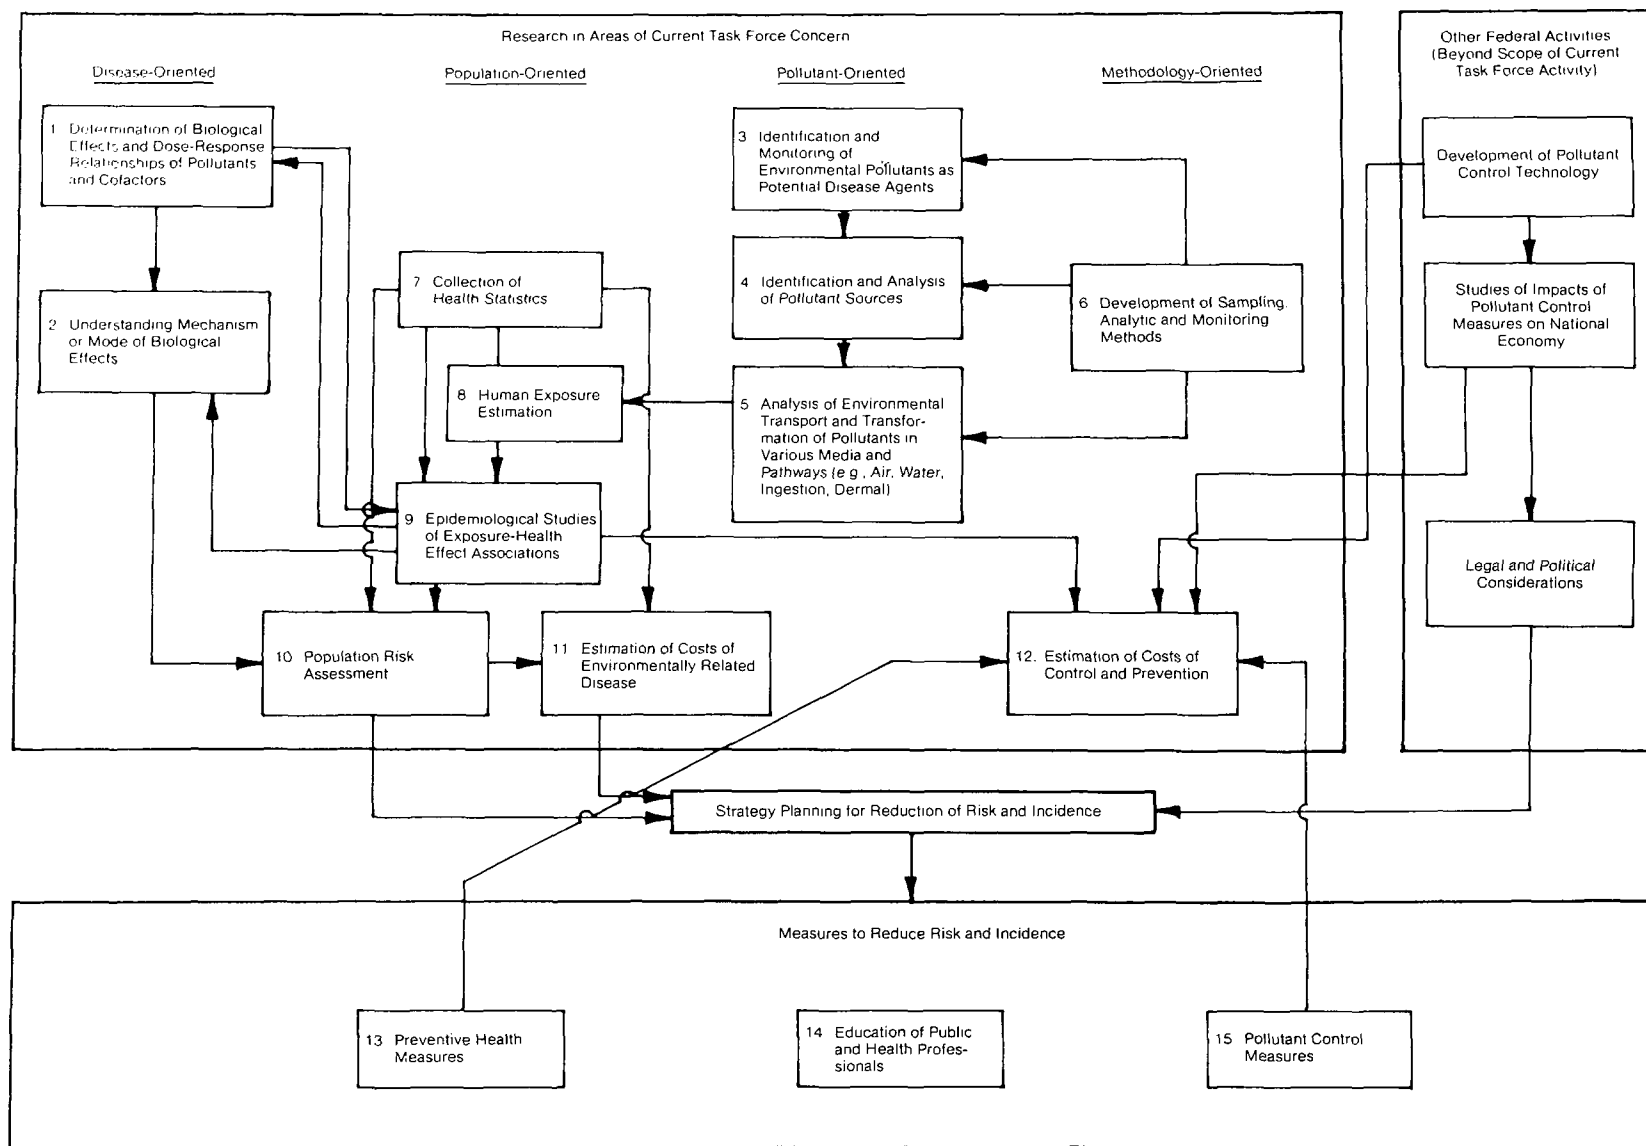 Research in Areas of Current Task Force Concern
Disease-Oriented
Population-Oriented
Pollutant-Oriented
Methodology-Oriented
1 Determination of Biological
Effects and Dose-Response
Relationships of Pollutants
and Cofactors
2 Understanding Mechanism
or Mode of Biological
Effects
7 Collection of
Health Statistics
8 Human Exposure
Estimation
9 Epidemiological Studies
of Exposure-Health
Effect Associations
3 Identification and
Monitoring of
Environmental Pollutants as
Potential Disease Agents
4 Identification and Analysis
of Pollutant Sources
5 Analysis of Environmental
Transport and Transfor-
mation of Pollutants in
Various Media and
Pathways (e g , Air, Water,
Ingestion, Dermal)
6 Development of Sampling,
Analytic and Monitoring
Methods
10 Population Risk
Assessment
11 Estimation of Costs of
Environmentally Related
Disease
12. Estimation of Costs of
Control and Prevention
Other Federal Activities
(Beyond Scope of Current
Task Force Activity)
Development of Pollutant
Control Technology
Studies of Impacts of
Pollutant Control
Measures on National
Economy
Legal and Political
Considerations
Strategy Planning for Reduction of Risk and Incidence
Measures to Reduce Risk and Incidence
13 Preventive Health
Measures
14 Education of Public
and Health Profes-
sionals
15 Pollutant Control
Measures